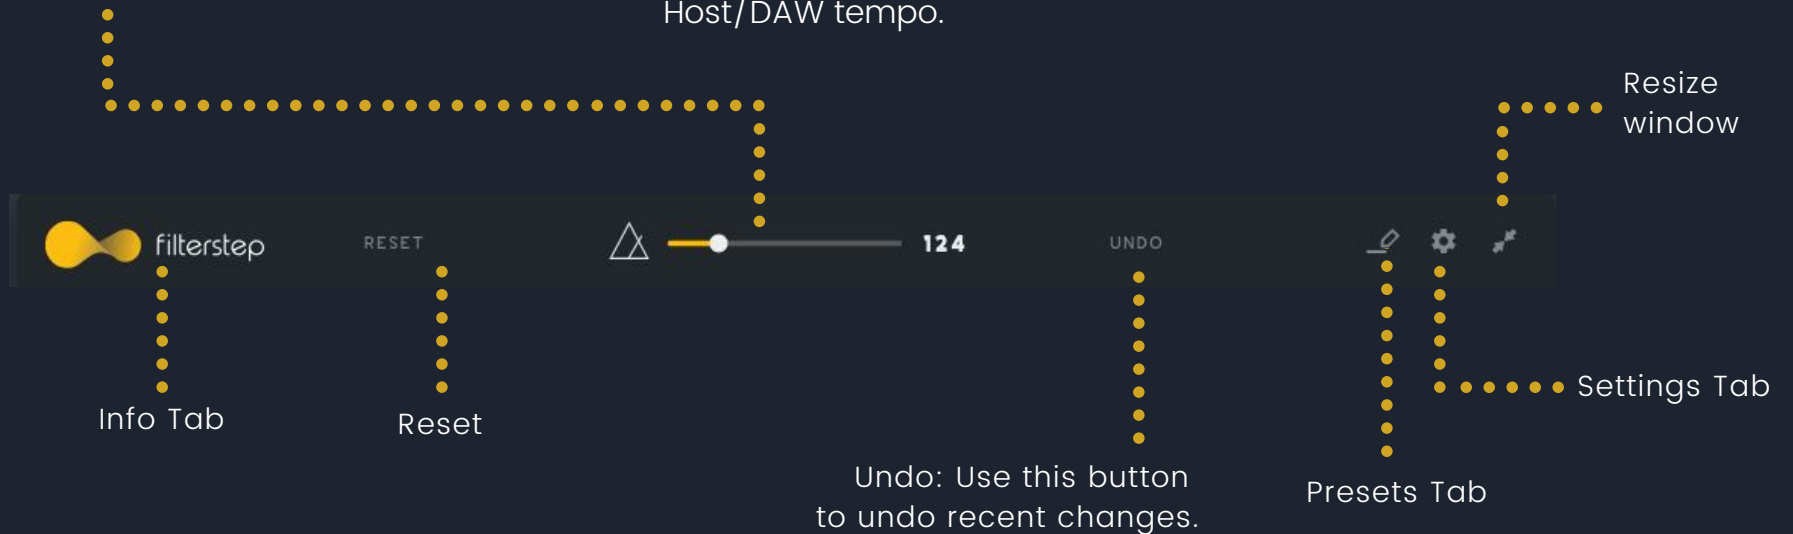 Host/DAW tempo.
Resize
window
filterstep
RESET
124
UNDO
Info Tab
Reset
Settings Tab
Undo: Use this button
to undo recent changes.
Presets Tab